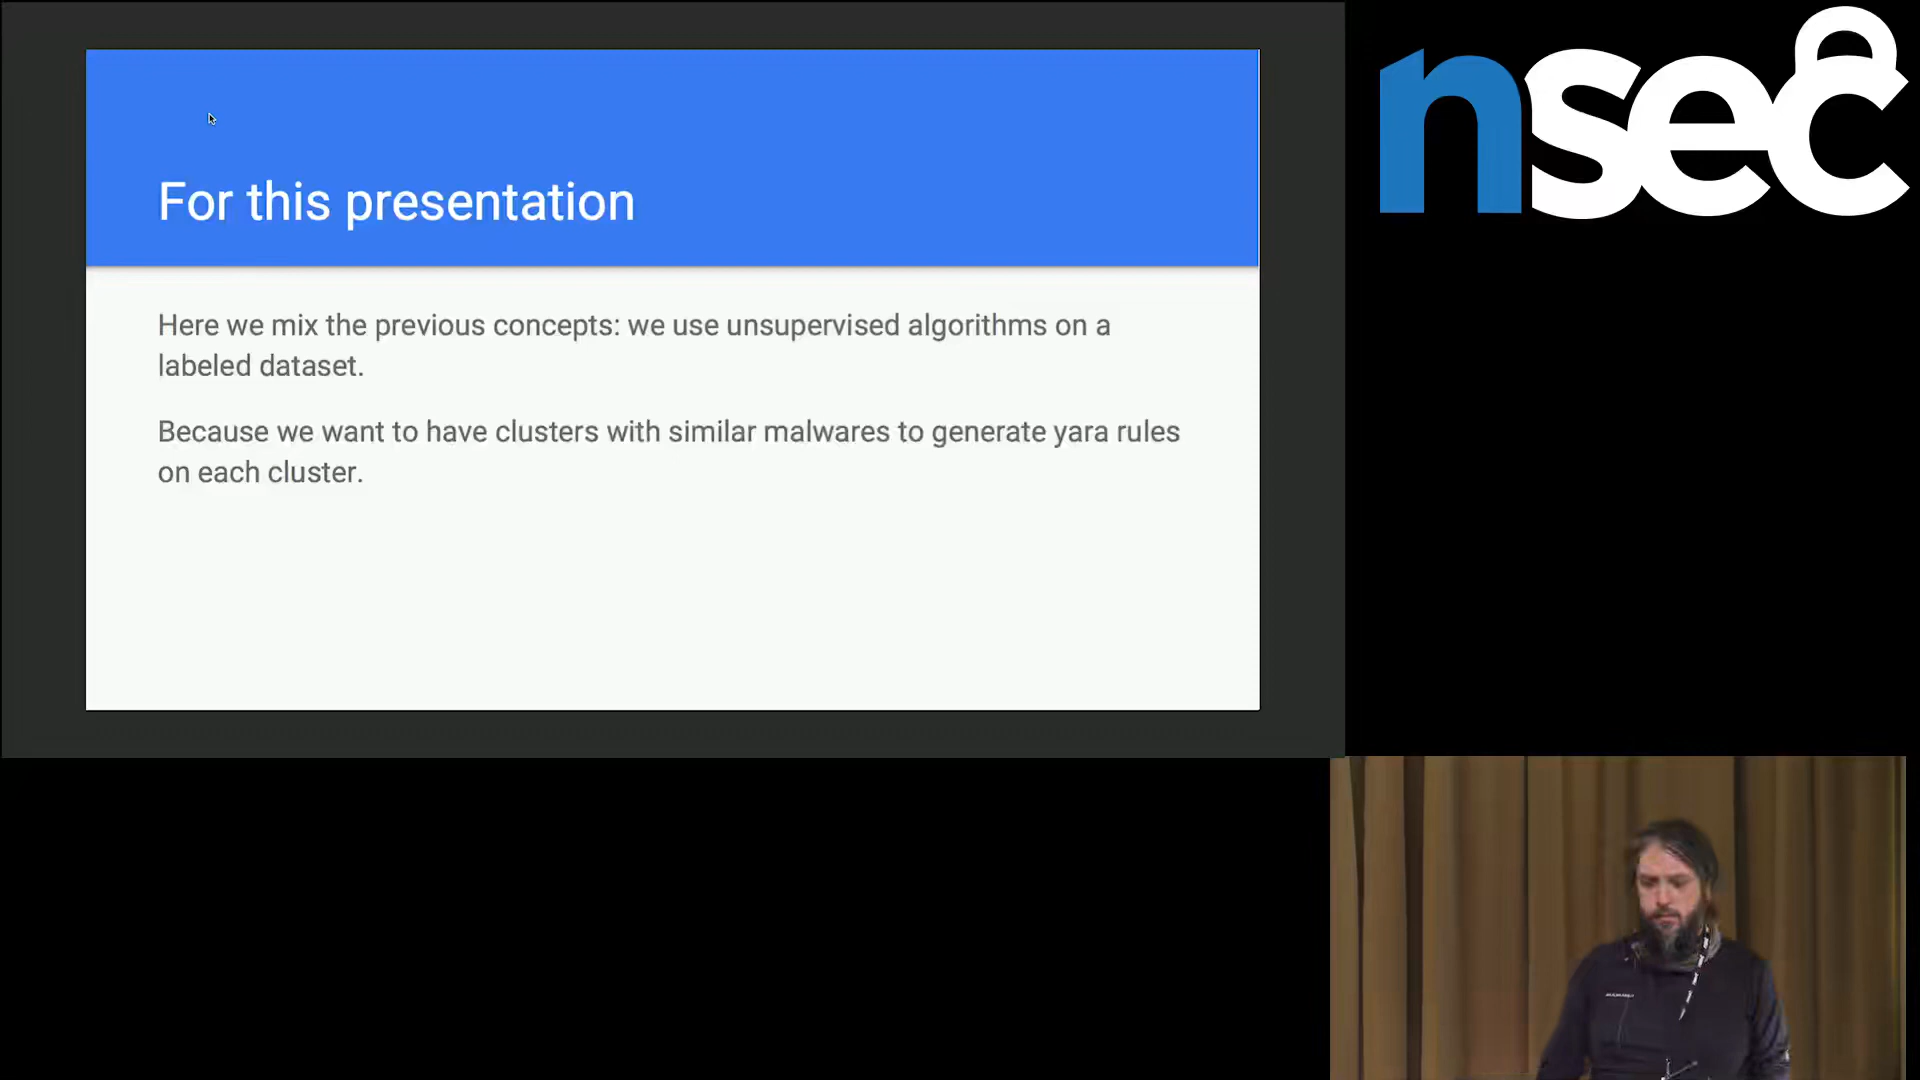 For this presentation
Here we mix the previous concepts: we use unsupervised algorithms on a
labeled dataset.
Because we want to have clusters with similar malwares to generate yara rules
on each cluster.
nsec